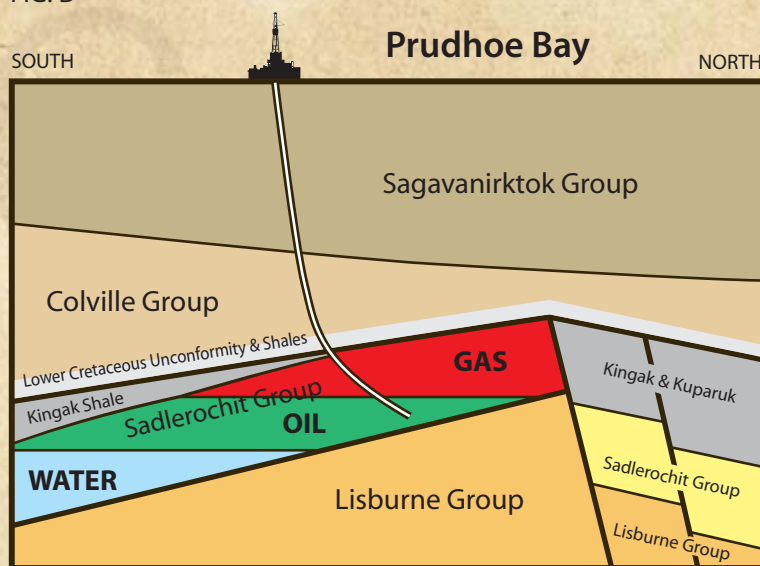 Prudhoe Bay
SOUTH
NORTH
Sagavanirktok Group
Colville Group
Lower Cretaceous Unconformity & Shales
Kingak Shale
Sadlerochit Group
GAS
OIL
WATER
Lisburne Group
Kingak & Kuparuk
Sadlerochit Group
Lisburne Group